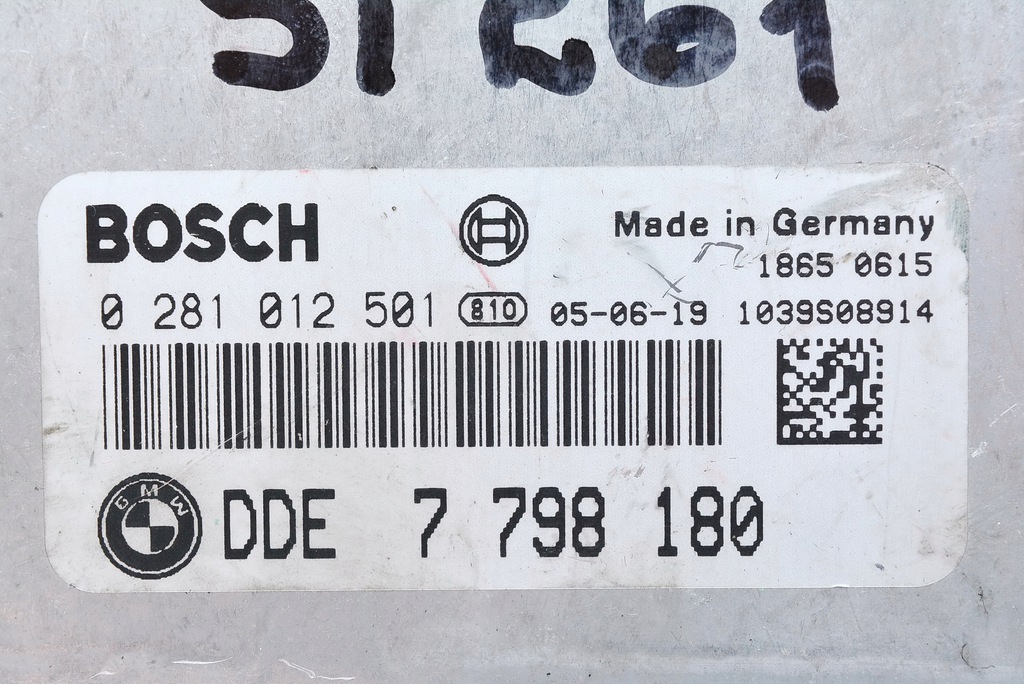 BOSCH
Made in Germany
1865 0615
0 281 012 501 810 05-06-19 1039S08914
BMW DDE 7 798 180